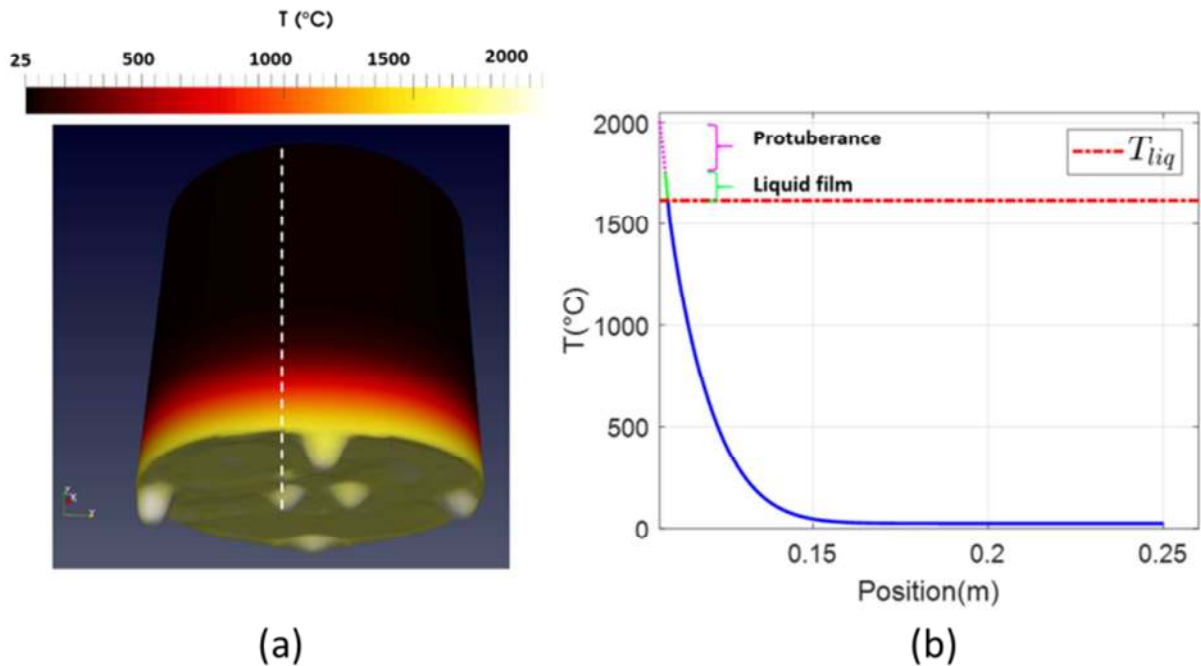 T (°C)
25 500 1000 1500 2000
2000
1500
1000
500
0
T(°C)
Protuberance
Liquid film
T_liq
0.15 0.2 0.25
Position(m)
z
x
Y
(a)
(b)